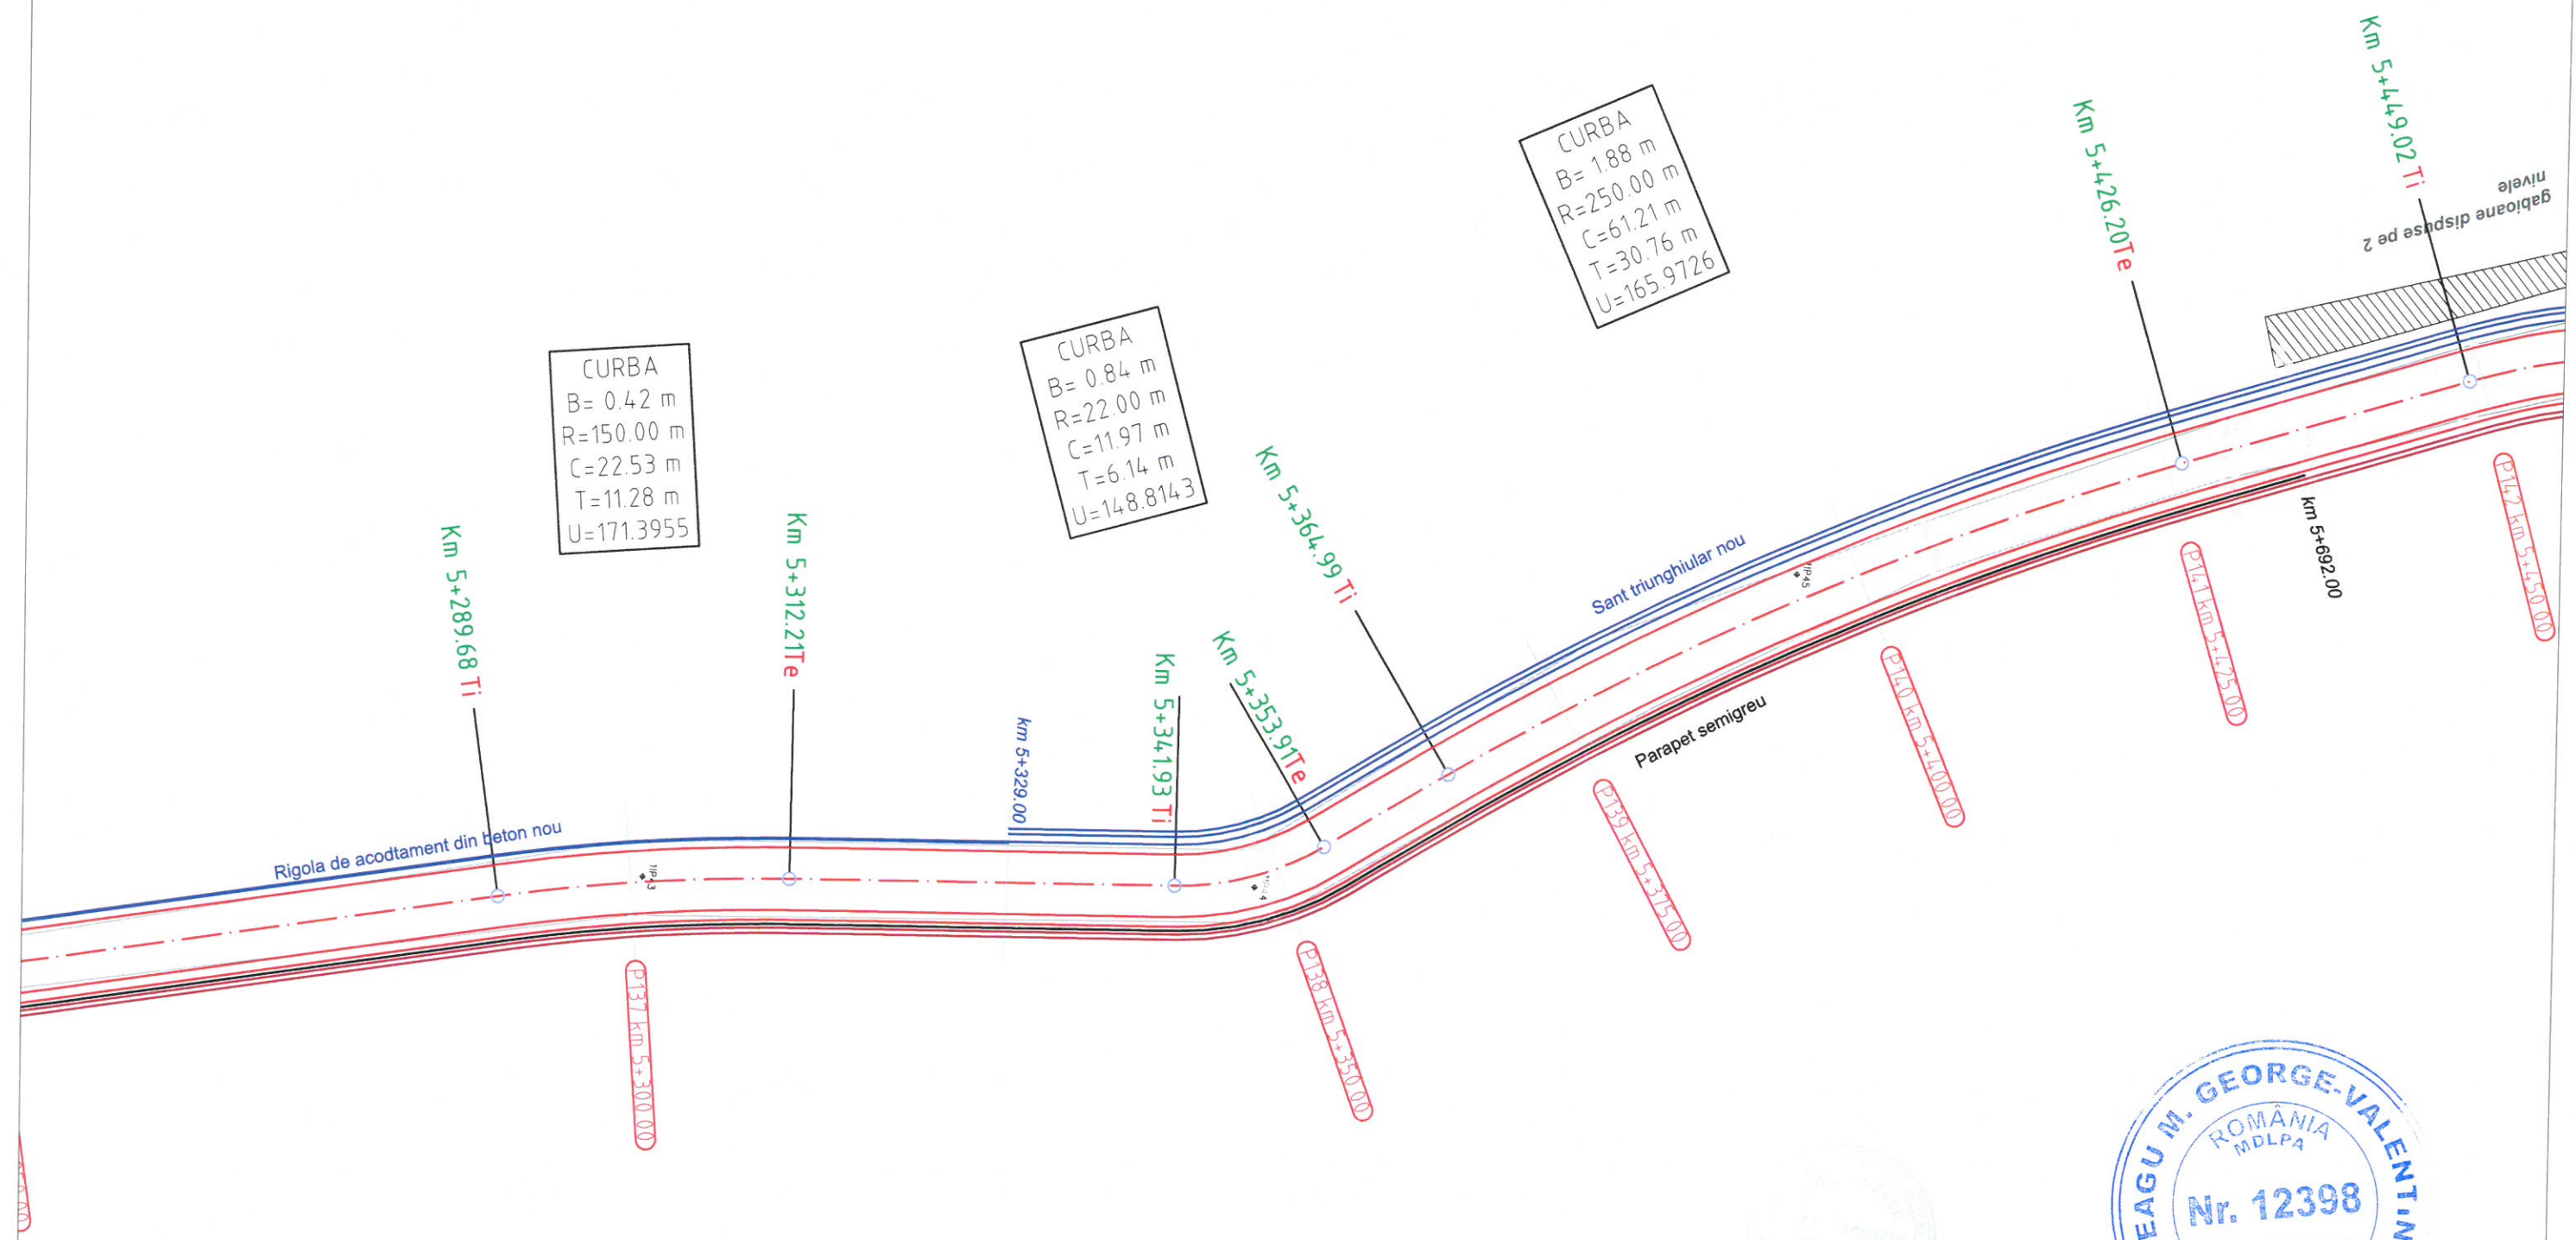 Km 5+449.02 Ti
Km 5+426.20Te
gabioane dispuse pe 2
nivele
CURBA
B= 1.88 m
R=250.00 m
C=61.21 m
T=30.76 m
U=165.9726
CURBA
B= 0.84 m
R=22.00 m
C=11.97 m
T=6.14 m
U=148.8143
CURBA
B= 0.42 m
R=150.00 m
C=22.53 m
T=11.28 m
U=171.3955
Km 5+289.68 Ti
Km 5+312.21Te
km 5+329.00
Km 5+341.93 Ti
Km 5+353.91Te
Km 5+364.99 Ti
Sant triunghiular nou
Rigola de acodtament din beton nou
Parapet semigreu
km 5+692.00
IP45
P137 km 5+300.00
P138 km 5+350.00
P139 km 5+375.00
P140 km 5+400.00
P141 km 5+425.00
P142 km 5+450.00
EAGU M. GEORGE-VALENTIN
ROMÂNIA
MDLPA
Nr. 12398